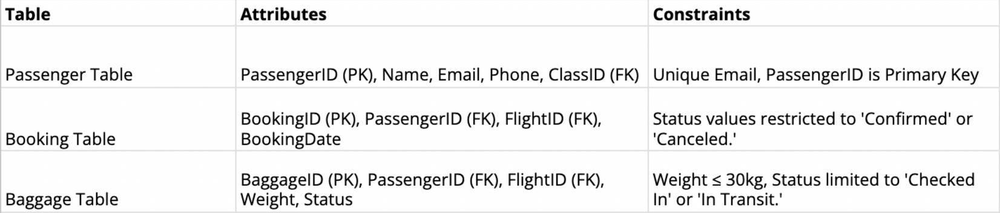 Table Attributes Constraints
Passenger Table PassengerID (PK), Name, Email, Phone, ClassID (FK) Unique Email, PassengerID is Primary Key
BookingID (PK), PassengerID (FK), FlightID (FK), Status values restricted to 'Confirmed' or
Booking Table BookingDate 'Canceled.'
BaggageID (PK), PassengerID (FK), FlightID (FK), Weight ≤ 30kg, Status limited to 'Checked
Baggage Table Weight, Status In' or 'In Transit.'